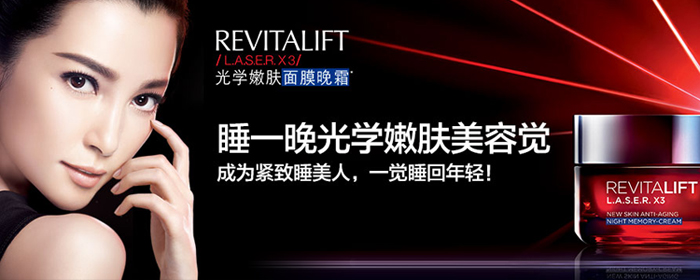 REVITALIFT
/L.A.S.E.R. X3/
光学嫩肤面膜晚霜*
睡一晚光学嫩肤美容觉
成为紧致睡美人，一觉睡回年轻！
REVITALIFT
L.A.S.E.R. X3
NEW SKIN ANTI-AGING
NIGHT MEMORY-CREAM